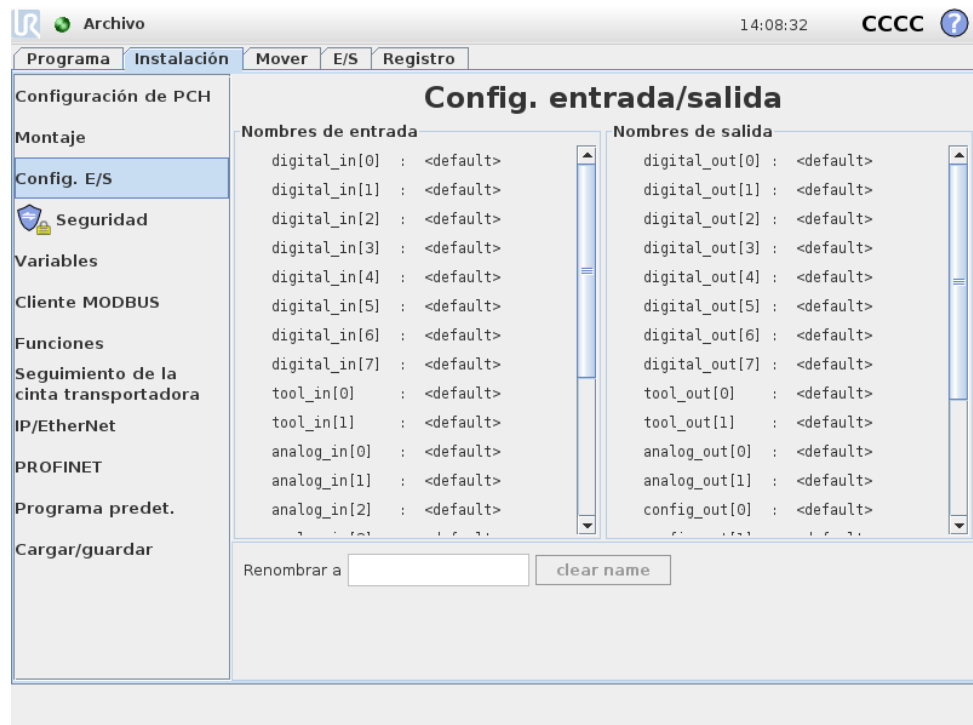 UR Archivo 14:08:32 CCCC ?
Programa Instalación Mover E/S Registro
Configuración de PCH
Montaje
Config. E/S
Seguridad
Variables
Cliente MODBUS
Funciones
Seguimiento de la
cinta transportadora
IP/EtherNet
PROFINET
Programa predet.
Cargar/guardar
Config. entrada/salida
Nombres de entrada
digital_in[0] : <default>
digital_in[1] : <default>
digital_in[2] : <default>
digital_in[3] : <default>
digital_in[4] : <default>
digital_in[5] : <default>
digital_in[6] : <default>
digital_in[7] : <default>
tool_in[0] : <default>
tool_in[1] : <default>
analog_in[0] : <default>
analog_in[1] : <default>
analog_in[2] : <default>
Nombres de salida
digital_out[0] : <default>
digital_out[1] : <default>
digital_out[2] : <default>
digital_out[3] : <default>
digital_out[4] : <default>
digital_out[5] : <default>
digital_out[6] : <default>
digital_out[7] : <default>
tool_out[0] : <default>
tool_out[1] : <default>
analog_out[0] : <default>
analog_out[1] : <default>
config_out[0] : <default>
Renombrar a clear name